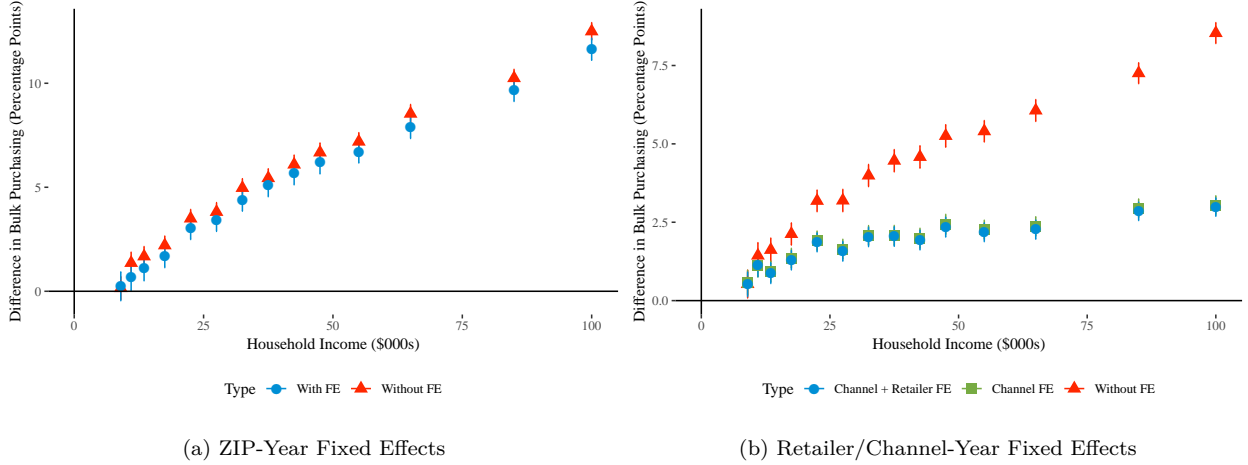 Difference in Bulk Purchasing (Percentage Points)
10
5
0
0
25
50
75
100
Household Income ($000s)
Type
With FE
Without FE
(a) ZIP-Year Fixed Effects
Difference in Bulk Purchasing (Percentage Points)
7.5
5.0
2.5
0.0
0
25
50
75
100
Household Income ($000s)
Type
Channel + Retailer FE
Channel FE
Without FE
(b) Retailer/Channel-Year Fixed Effects